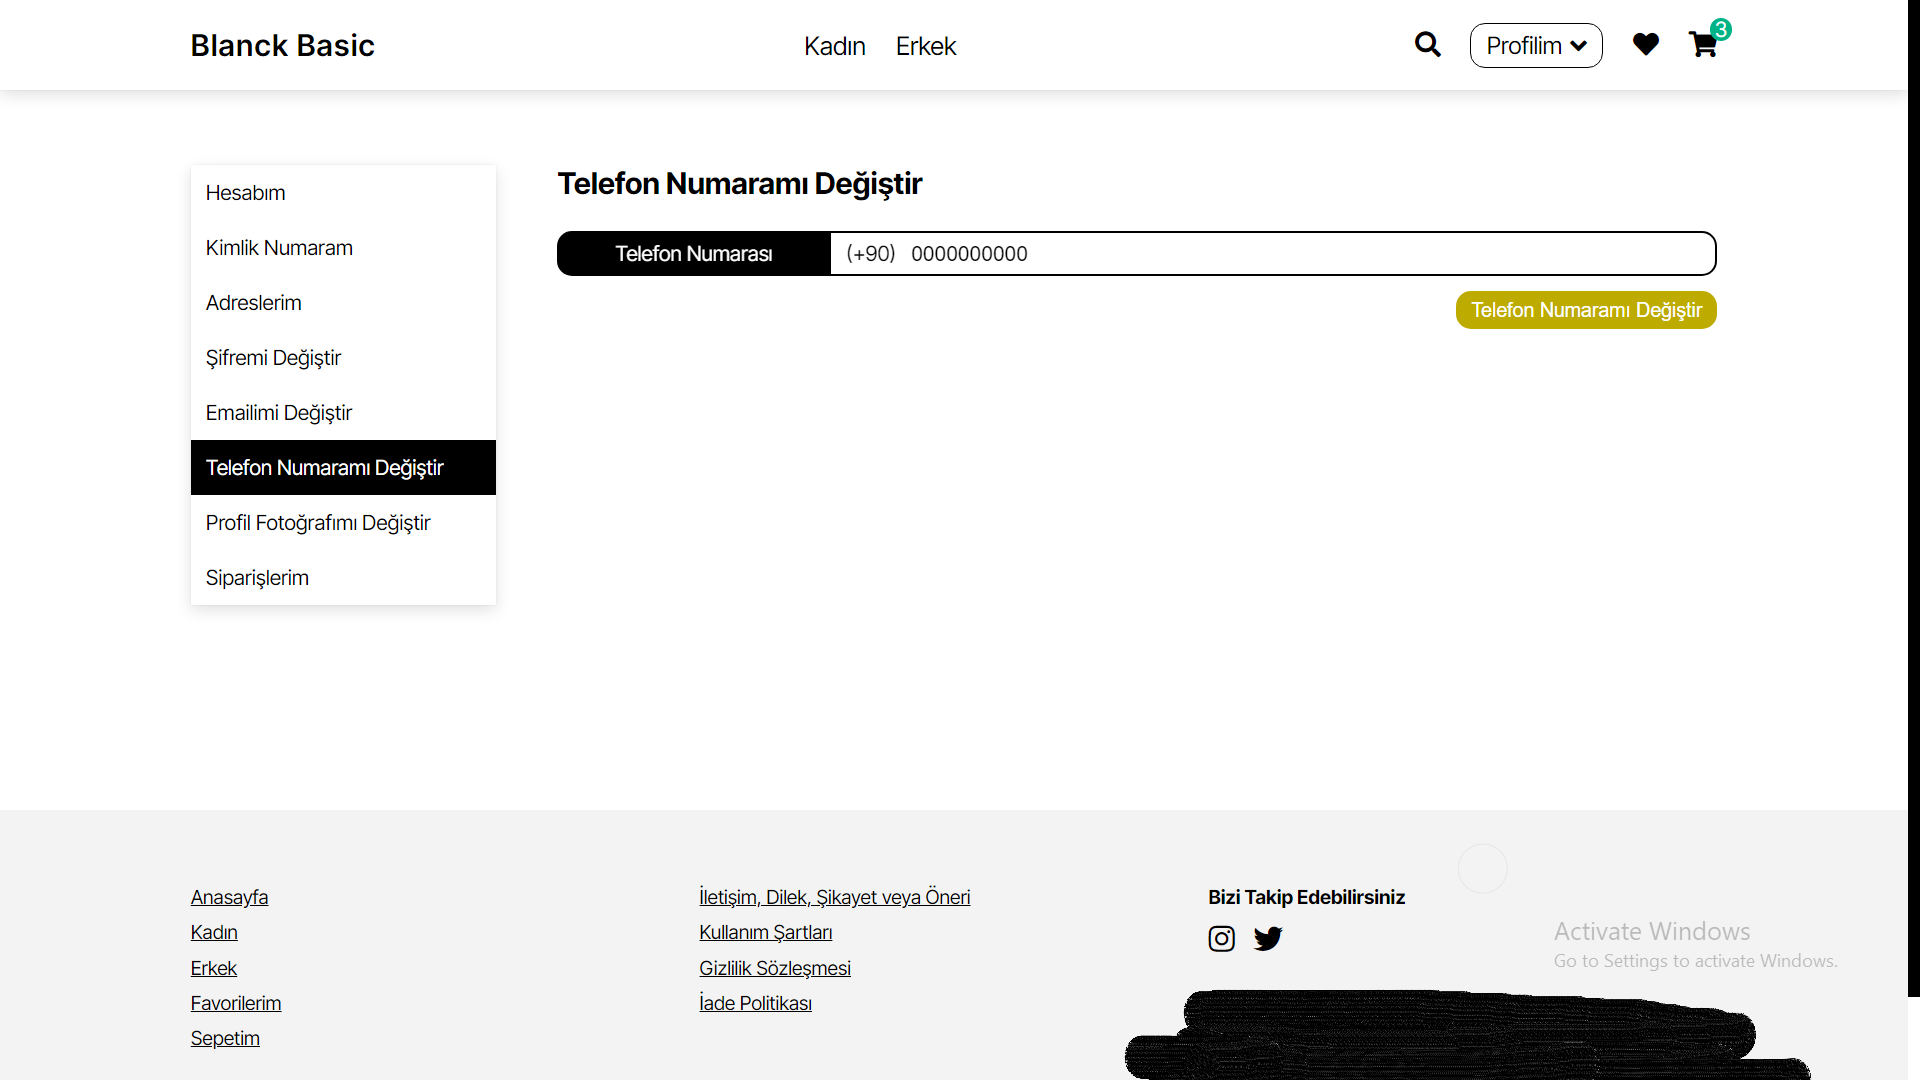 Blanck Basic
Kadın
Erkek
Profilim
3
Hesabım
Kimlik Numaram
Adreslerim
Şifremi Değiştir
Emailimi Değiştir
Telefon Numaramı Değiştir
Profil Fotoğrafımı Değiştir
Siparişlerim
Telefon Numaramı Değiştir
Telefon Numarası
(+90) 0000000000
Telefon Numaramı Değiştir
Anasayfa
Kadın
Erkek
Favorilerim
Sepetim
İletişim, Dilek, Şikayet veya Öneri
Kullanım Şartları
Gizlilik Sözleşmesi
İade Politikası
Bizi Takip Edebilirsiniz
Activate Windows
Go to Settings to activate Windows.